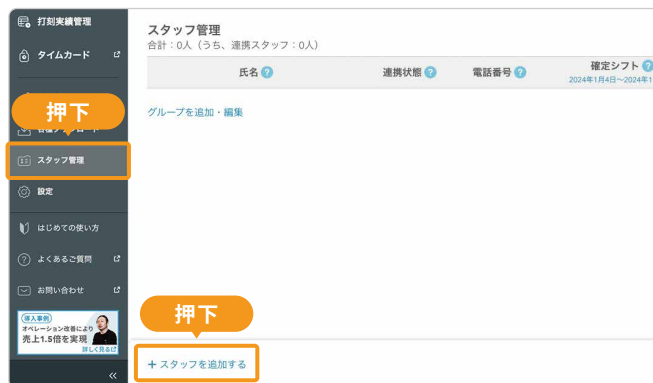 打刻実績管理
タイムカード
押下
スタッフ管理
設定
はじめての使い方
よくあるご質問
お問い合わせ
導入事例
オペレーション改善により
売上1.5倍を実現
詳しく見る
«
スタッフ管理
合計：0人（うち、連携スタッフ：0人）
氏名 ?
連携状態 ?
電話番号 ?
確定シフト ?
2024年1月4日～2024年1
グループを追加・編集
押下
+ スタッフを追加する